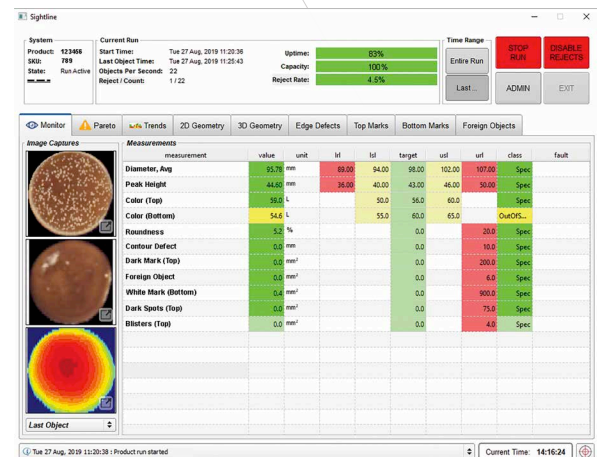 Sightline
System
Product: 123456
SKU: 789
State: Run Active
Current Run
Start Time: Tue 27 Aug, 2019 11:20:36
Last Object Time: Tue 27 Aug, 2019 11:25:43
Objects Per Second: 22
Reject / Count: 1 / 22
Uptime: 83%
Capacity: 100%
Reject Rate: 4.5%
Time Range
Entire Run
Last ...
STOP RUN
DISABLE REJECTS
ADMIN
EXIT
Monitor Pareto Trends 2D Geometry 3D Geometry Edge Defects Top Marks Bottom Marks Foreign Objects
Image Captures
Measurements
measurement value unit lrl lsl target usl url class fault
Diameter, Avg 95.78 mm 89.00 94.00 98.00 102.00 107.00 Spec
Peak Height 44.60 mm 36.00 40.00 43.00 46.00 50.00 Spec
Color (Top) 59.0 L 50.0 56.0 60.0 Spec
Color (Bottom) 54.6 L 55.0 60.0 65.0 OutOfS...
Roundness 5.2 % 0.0 20.0 Spec
Contour Defect 0.0 mm 0.0 10.0 Spec
Dark Mark (Top) 0.0 mm² 0.0 200.0 Spec
Foreign Object 0.0 mm² 0.0 6.0 Spec
White Mark (Bottom) 0.4 mm² 0.0 900.0 Spec
Dark Spots (Top) 0.0 mm² 0.0 75.0 Spec
Blisters (Top) 0.0 mm² 0.0 4.0 Spec
Last Object
Tue 27 Aug, 2019 11:20:38 : Product run started
Current Time: 14:16:24